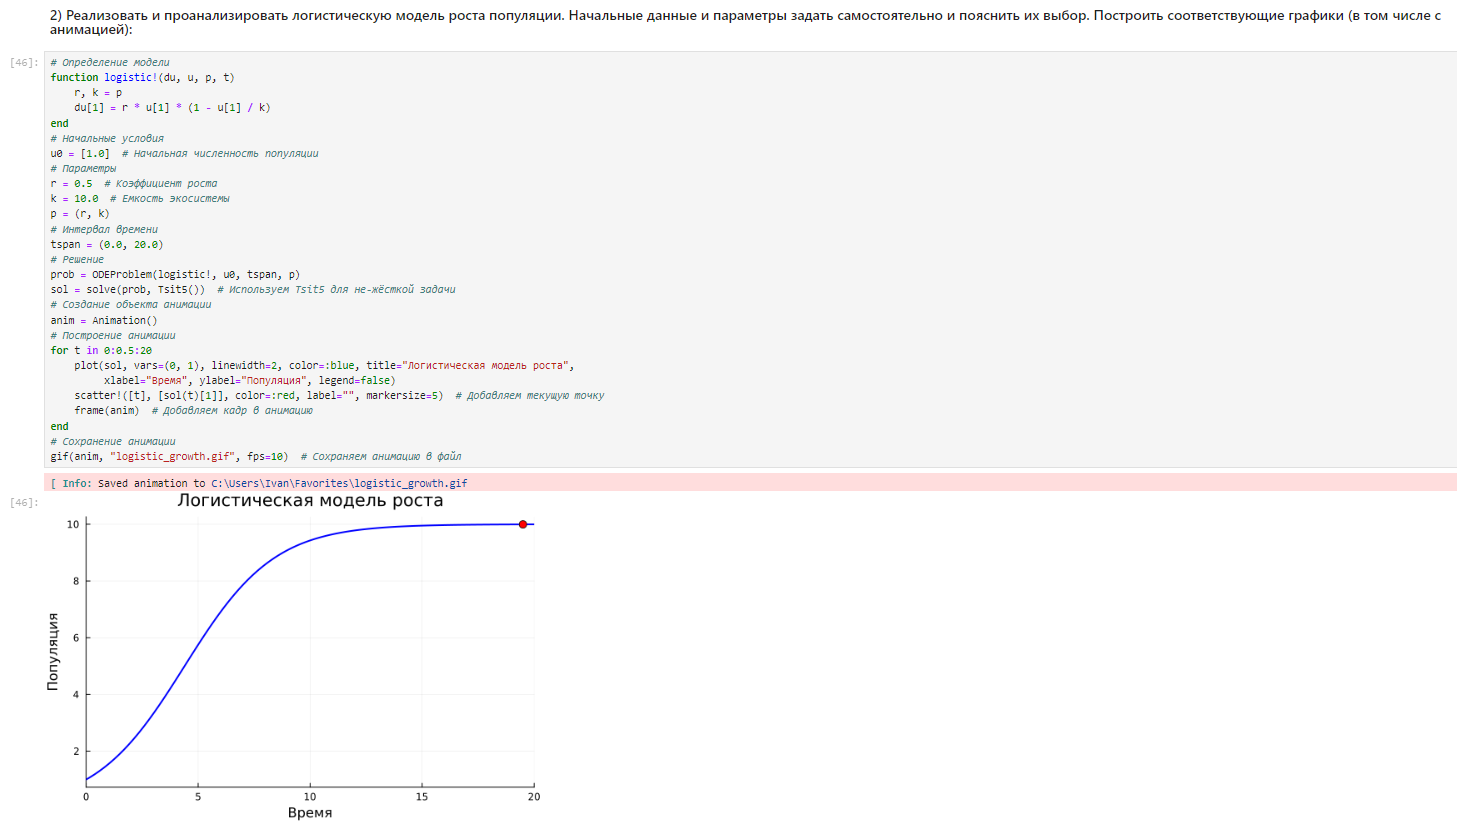 2) Реализовать и проанализировать логистическую модель роста популяции. Начальные данные и параметры задать самостоятельно и пояснить их выбор. Построить соответствующие графики (в том числе с
анимацией):
[46]:
# Определение модели
function logistic!(du, u, p, t)
    r, k = p
    du[1] = r * u[1] * (1 - u[1] / k)
end
# Начальные условия
u0 = [1.0]  # Начальная численность популяции
# Параметры
r = 0.5  # Коэффициент роста
k = 10.0  # Емкость экосистемы
p = (r, k)
# Интервал времени
tspan = (0.0, 20.0)
# Решение
prob = ODEProblem(logistic!, u0, tspan, p)
sol = solve(prob, Tsit5())  # Используем Tsit5 для не-жёсткой задачи
# Создание объекта анимации
anim = Animation()
# Построение анимации
for t in 0:0.5:20
    plot(sol, vars=(0, 1), linewidth=2, color=:blue, title="Логистическая модель роста",
         xlabel="Время", ylabel="Популяция", legend=false)
    scatter!([t], [sol(t)[1]], color=:red, label="", markersize=5)  # Добавляем текущую точку
    frame(anim)  # Добавляем кадр в анимацию
end
# Сохранение анимации
gif(anim, "logistic_growth.gif", fps=10)  # Сохраняем анимацию в файл
[ Info: Saved animation to C:\Users\Ivan\Favorites\logistic_growth.gif
[46]:
Логистическая модель роста
10
8
6
4
2
Популяция
0 5 10 15 20
Время